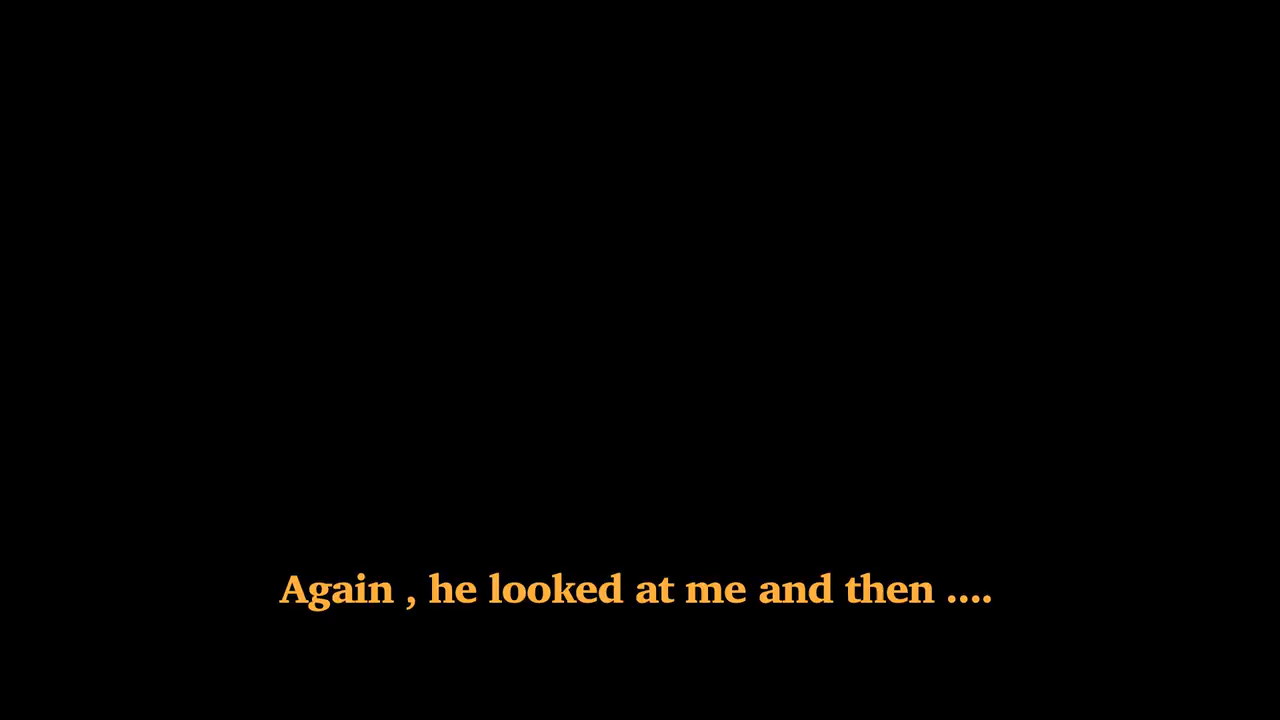 Again , he looked at me and then ....